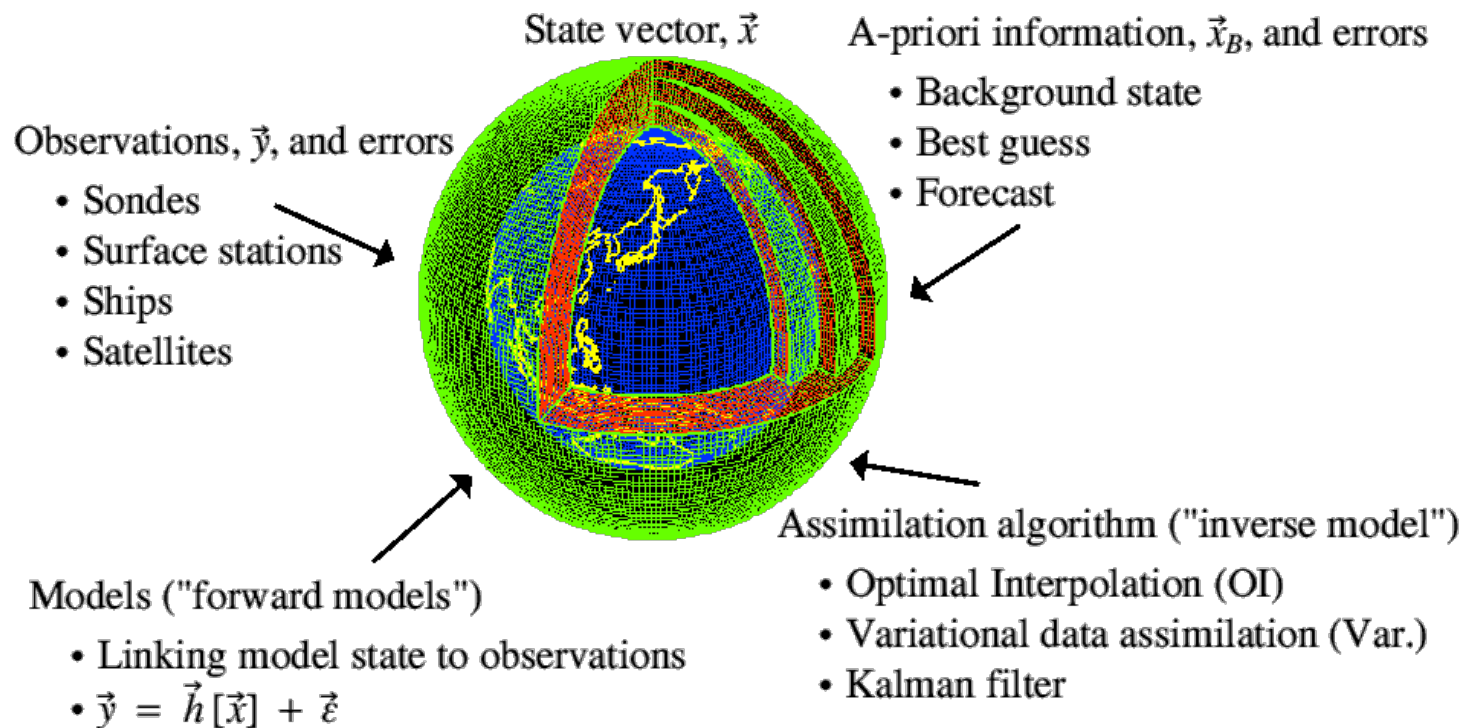 State vector, x⃗
A-priori information, x⃗_B, and errors
• Background state
• Best guess
• Forecast
Observations, y⃗, and errors
• Sondes
• Surface stations
• Ships
• Satellites
Models ("forward models")
• Linking model state to observations
• y⃗ = h⃗[x⃗] + ε⃗
Assimilation algorithm ("inverse model")
• Optimal Interpolation (OI)
• Variational data assimilation (Var.)
• Kalman filter